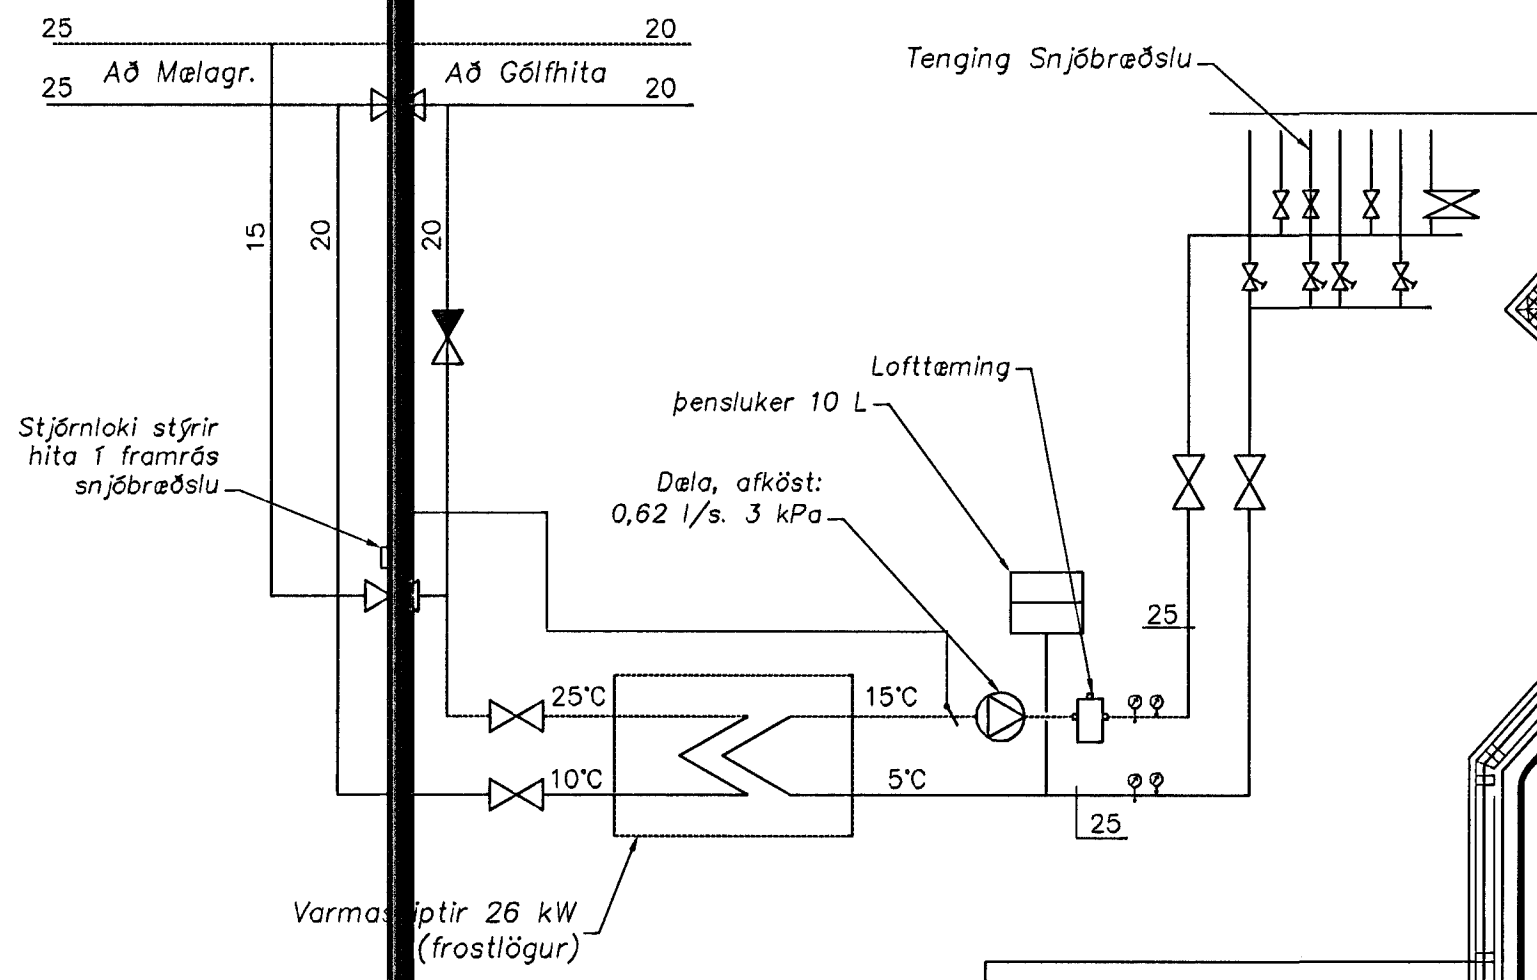 25
20
Að Mælagr.
Að Gólfhita
25
20
Tenging Snjóbræðslu
15
20
20
Lofttæming
þensluker 10 L
Stjórnloki stýrir
hita í framrás
snjóbræðslu
Dæla, afköst:
0,62 l/s. 3 kPa
25
25°C
15°C
10°C
5°C
25
26 kW
(frostlögur)